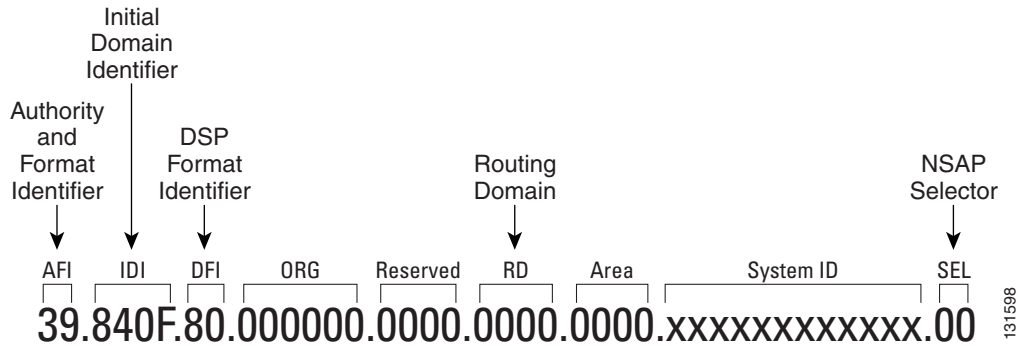 Initial
Domain
Identifier
Authority
and
Format
Identifier
DSP
Format
Identifier
Routing
Domain
NSAP
Selector
AFI IDI DFI ORG Reserved RD Area System ID SEL
39.840F.80.000000.0000.0000.0000.xxxxxxxxxxxx.00
131598